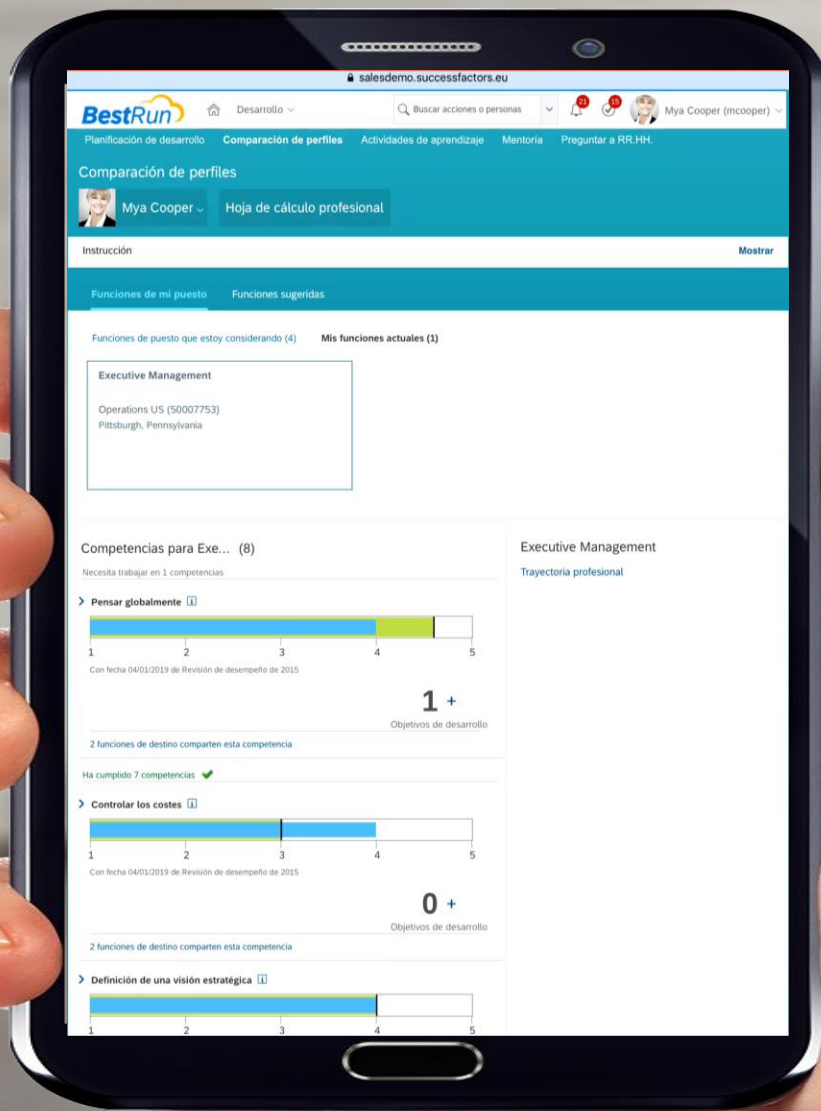 salesdemo.successfactors.eu
BestRun Desarrollo Buscar acciones o personas 21 15 Mya Cooper (mcooper)
Planificación de desarrollo Comparación de perfiles Actividades de aprendizaje Mentoría Preguntar a RR.HH.
Comparación de perfiles
Mya Cooper Hoja de cálculo profesional
Instrucción Mostrar
Funciones de mi puesto Funciones sugeridas
Funciones de puesto que estoy considerando (4) Mis funciones actuales (1)
Executive Management
Operations US (50007753)
Pittsburgh, Pennsylvania
Competencias para Exe... (8)
Executive Management
Necesita trabajar en 1 competencias
Trayectoria profesional
Pensar globalmente
1 2 3 4 5
Con fecha 04/01/2019 de Revisión de desempeño de 2015
1 +
Objetivos de desarrollo
2 funciones de destino comparten esta competencia
Ha cumplido 7 competencias
Controlar los costes
1 2 3 4 5
Con fecha 04/01/2019 de Revisión de desempeño de 2015
0 +
Objetivos de desarrollo
2 funciones de destino comparten esta competencia
Definición de una visión estratégica
1 2 3 4 5